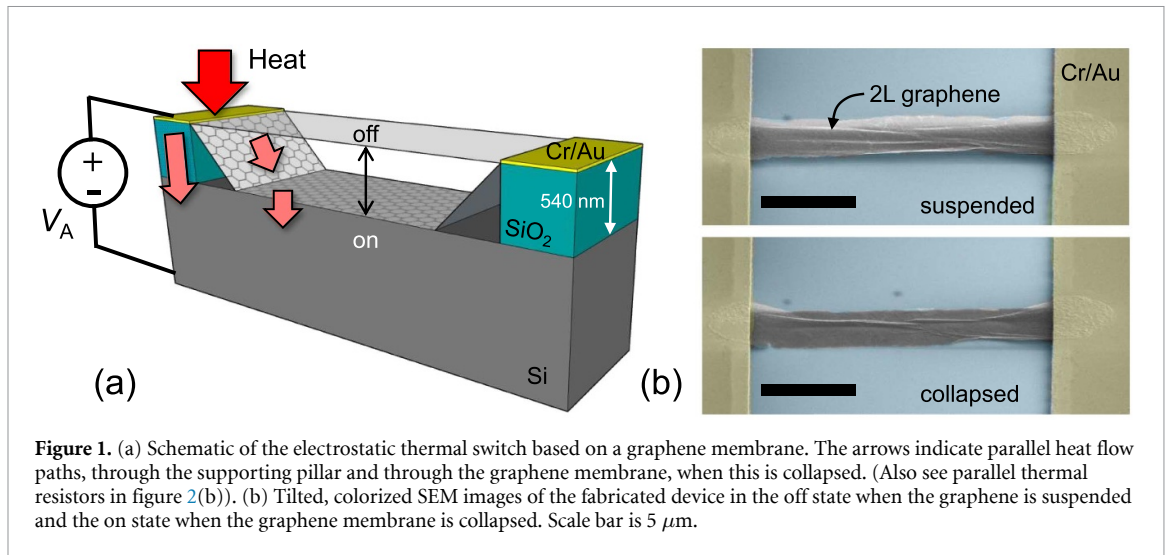 Heat
off
Cr/Au
540 nm
SiO2
on
+
-
VA
Si
(a)
(b)
Cr/Au
2L graphene
suspended
collapsed
Figure 1. (a) Schematic of the electrostatic thermal switch based on a graphene membrane. The arrows indicate parallel heat flow
paths, through the supporting pillar and through the graphene membrane, when this is collapsed. (Also see parallel thermal
resistors in figure 2(b)). (b) Tilted, colorized SEM images of the fabricated device in the off state when the graphene is suspended
and the on state when the graphene membrane is collapsed. Scale bar is 5 μm.